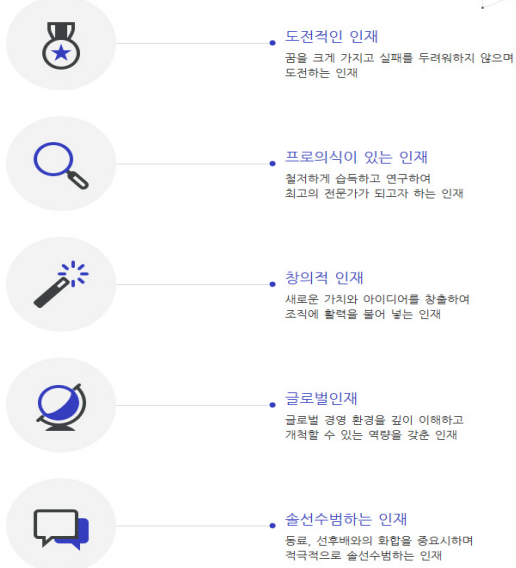 도전적인 인재
꿈을 크게 가지고 실패를 두려워하지 않으며
도전하는 인재
프로의식이 있는 인재
철저하게 습득하고 연구하여
최고의 전문가가 되고자 하는 인재
창의적 인재
새로운 가치와 아이디어를 창출하여
조직에 활력을 불어 넣는 인재
글로벌인재
글로벌 경영 환경을 깊이 이해하고
개척할 수 있는 역량을 갖춘 인재
솔선수범하는 인재
동료, 선후배와의 화합을 중요시하며
적극적으로 솔선수범하는 인재